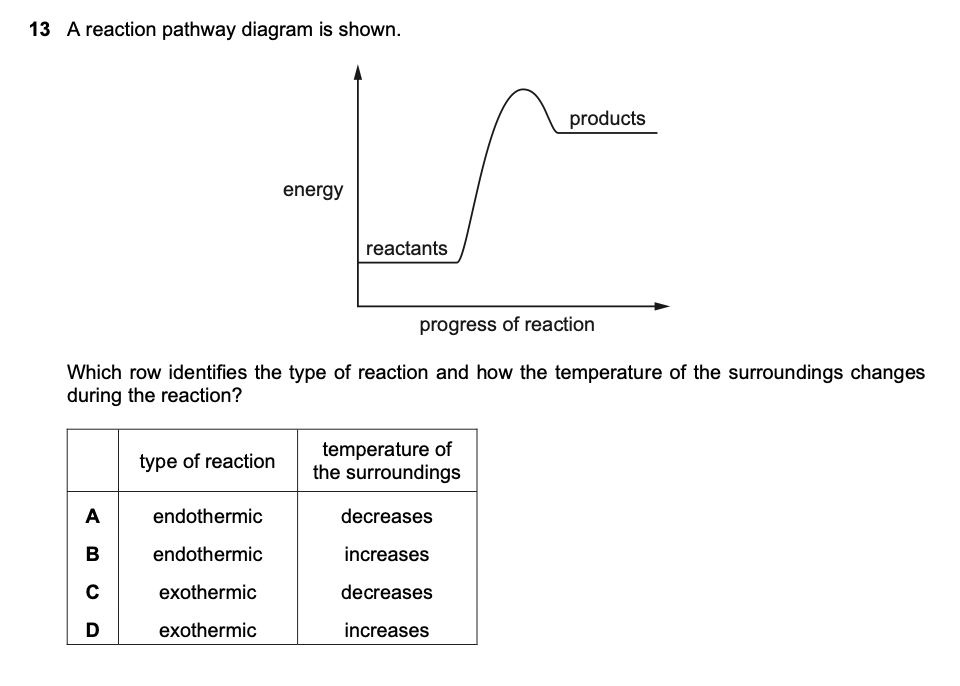 13 A reaction pathway diagram is shown.
products
energy
reactants
progress of reaction
Which row identifies the type of reaction and how the temperature of the surroundings changes
during the reaction?
type of reaction
temperature of
the surroundings
A endothermic decreases
B endothermic increases
C exothermic decreases
D exothermic increases